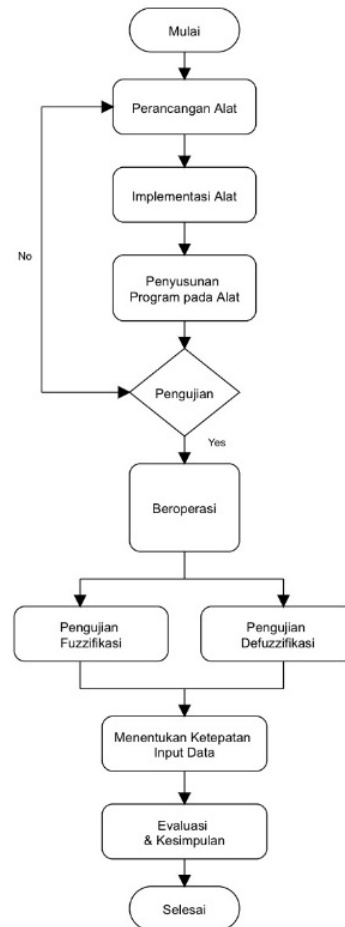 Mulai
Perancangan Alat
Implementasi Alat
No
Penyusunan
Program pada Alat
Pengujian
Yes
Beroperasi
Pengujian
Fuzzifikasi
Pengujian
Defuzzifikasi
Menentukan Ketepatan
Input Data
Evaluasi
& Kesimpulan
Selesai